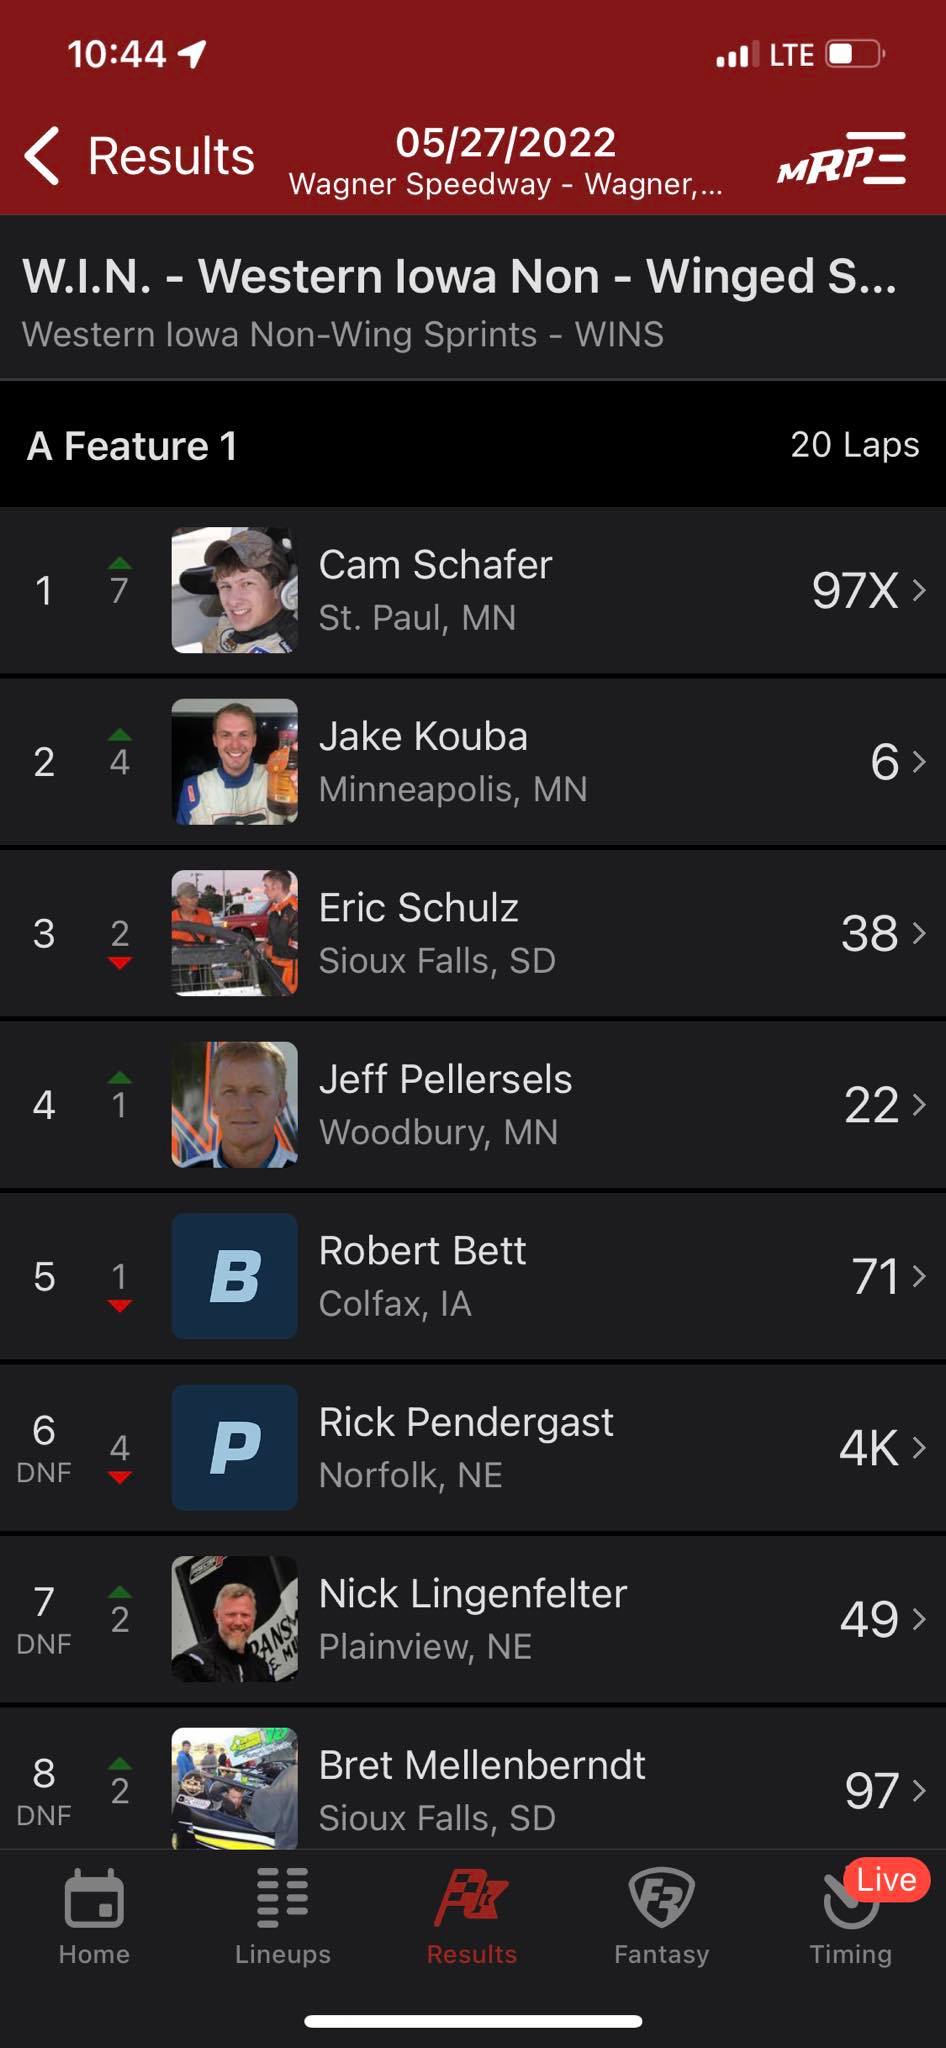 10:44
LTE
Results
05/27/2022
Wagner Speedway - Wagner,...
MRP
W.I.N. - Western Iowa Non - Winged S...
Western Iowa Non-Wing Sprints - WINS
A Feature 1
20 Laps
1
7
Cam Schafer
St. Paul, MN
97X
2
4
Jake Kouba
Minneapolis, MN
6
3
2
Eric Schulz
Sioux Falls, SD
38
4
1
Jeff Pellersels
Woodbury, MN
22
5
1
B
Robert Bett
Colfax, IA
71
6
DNF
4
P
Rick Pendergast
Norfolk, NE
4K
7
DNF
2
Nick Lingenfelter
Plainview, NE
49
8
DNF
2
Bret Mellenberndt
Sioux Falls, SD
97
Home
Lineups
Results
Fantasy
Live
Timing